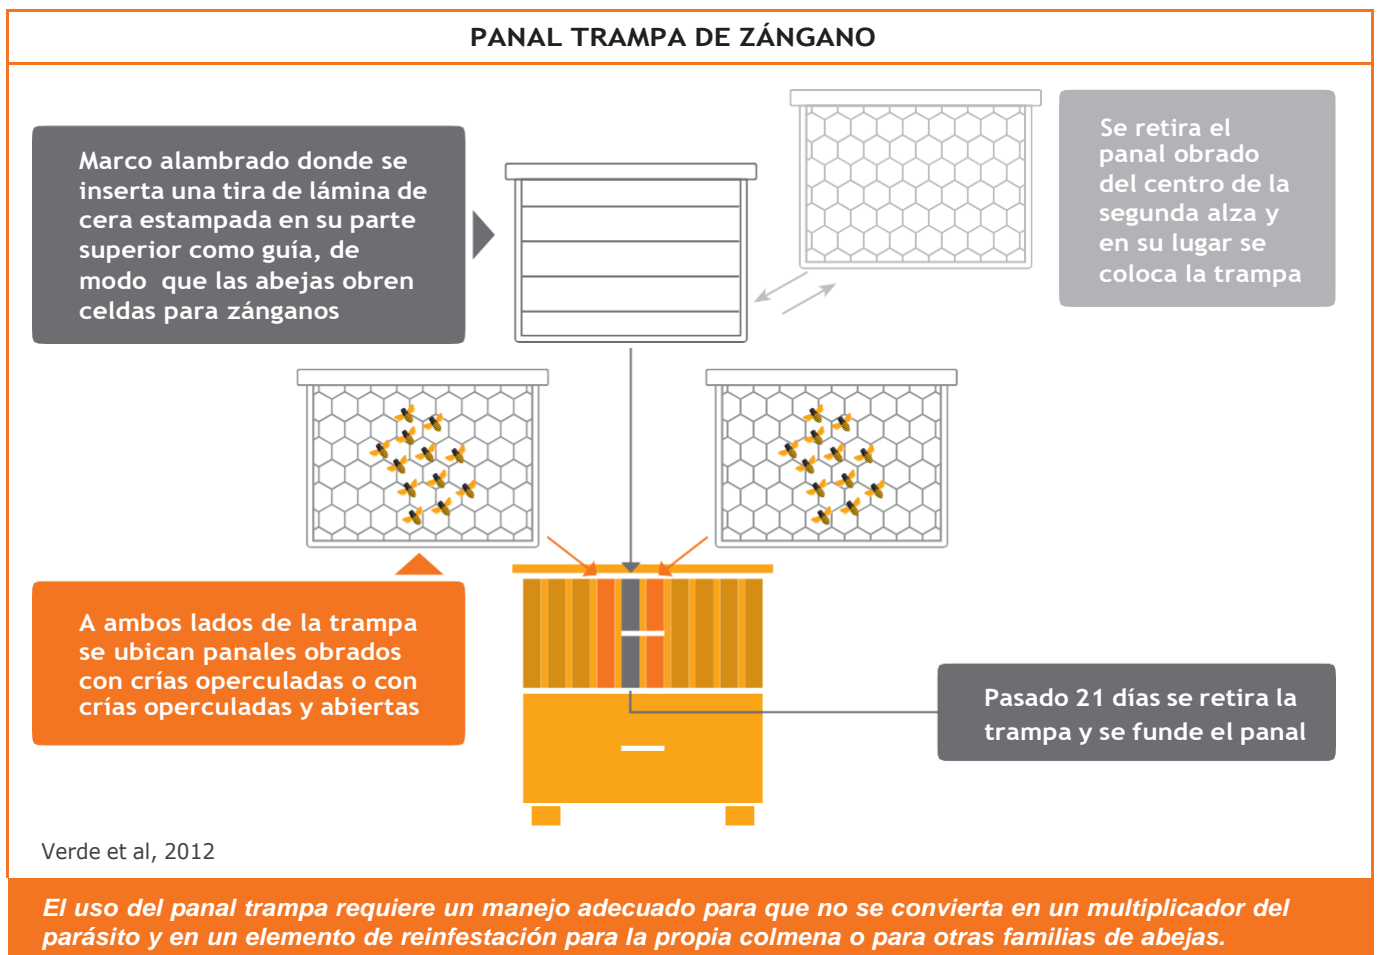 PANAL TRAMPA DE ZÁNGANO
Marco alambrado donde se
inserta una tira de lámina de
cera estampada en su parte
superior como guía, de
modo que las abejas obren
celdas para zánganos
Se retira el
panal obrado
del centro de la
segunda alza y
en su lugar se
coloca la trampa
A ambos lados de la trampa
se ubican panales obrados
con crías operculadas o con
crías operculadas y abiertas
Pasado 21 días se retira la
trampa y se funde el panal
Verde et al, 2012
El uso del panal trampa requiere un manejo adecuado para que no se convierta en un multiplicador del
parásito y en un elemento de reinfestación para la propia colmena o para otras familias de abejas.